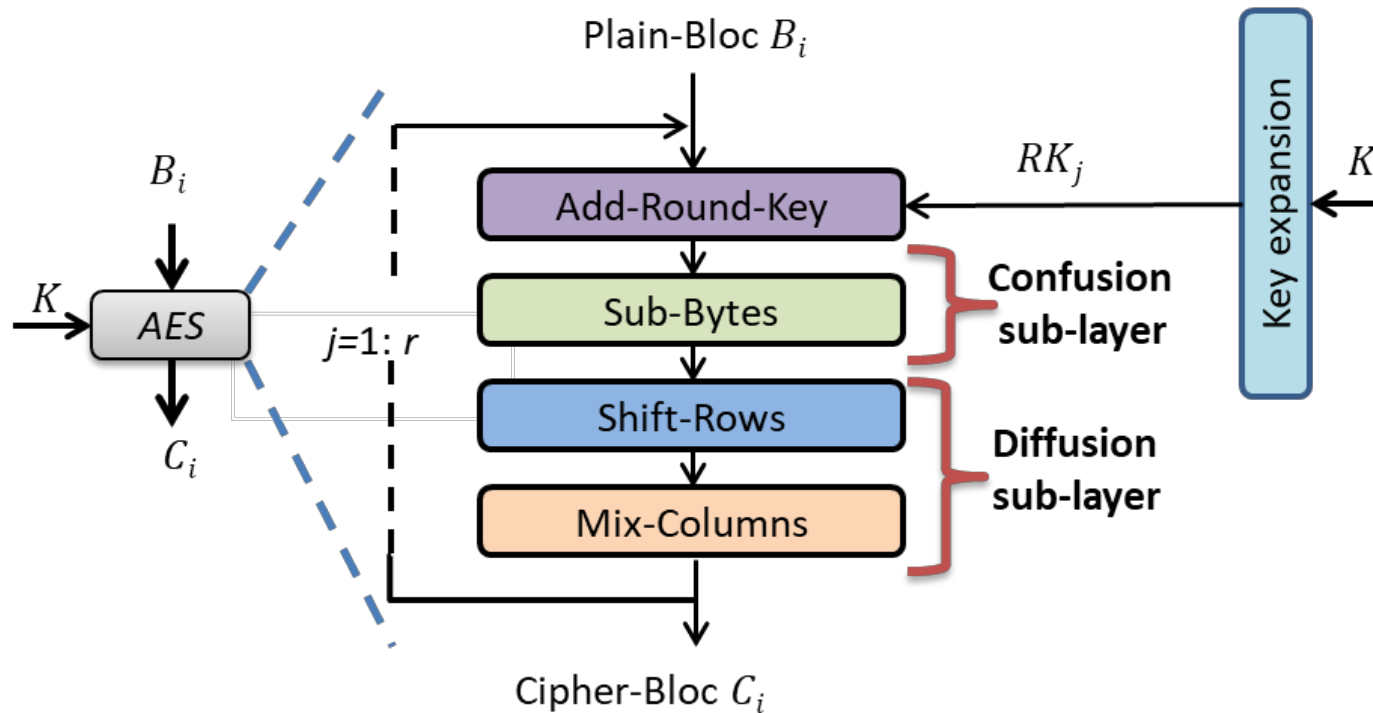 Plain-Bloc B_i
B_i
K
AES
C_i
j=1: r
Add-Round-Key
Sub-Bytes
Shift-Rows
Mix-Columns
Cipher-Bloc C_i
RK_j
Confusion
sub-layer
Diffusion
sub-layer
Key expansion
K